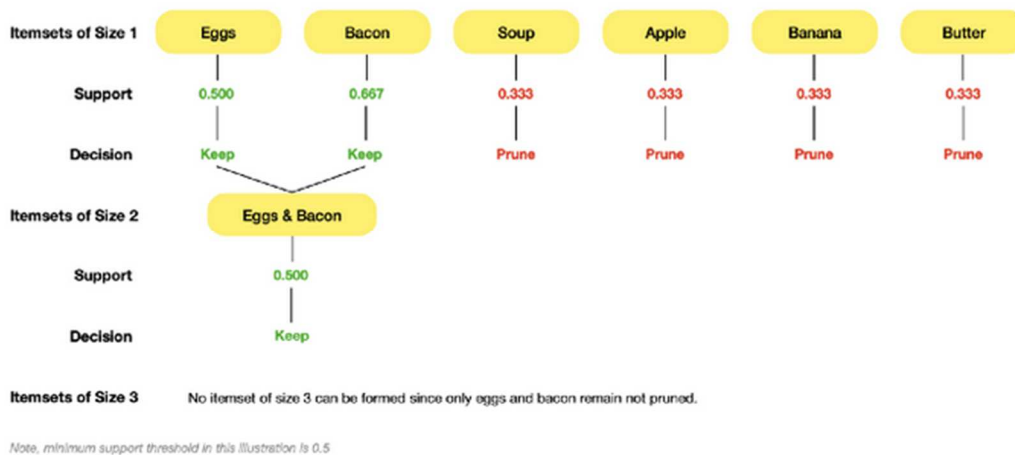 Itemsets of Size 1 Eggs Bacon Soup Apple Banana Butter
Support 0.500 0.667 0.333 0.333 0.333 0.333
Decision Keep Keep Prune Prune Prune Prune
Itemsets of Size 2 Eggs & Bacon
Support 0.500
Decision Keep
Itemsets of Size 3 No itemset of size 3 can be formed since only eggs and bacon remain not pruned.
Note, minimum support threshold in this illustration is 0.5